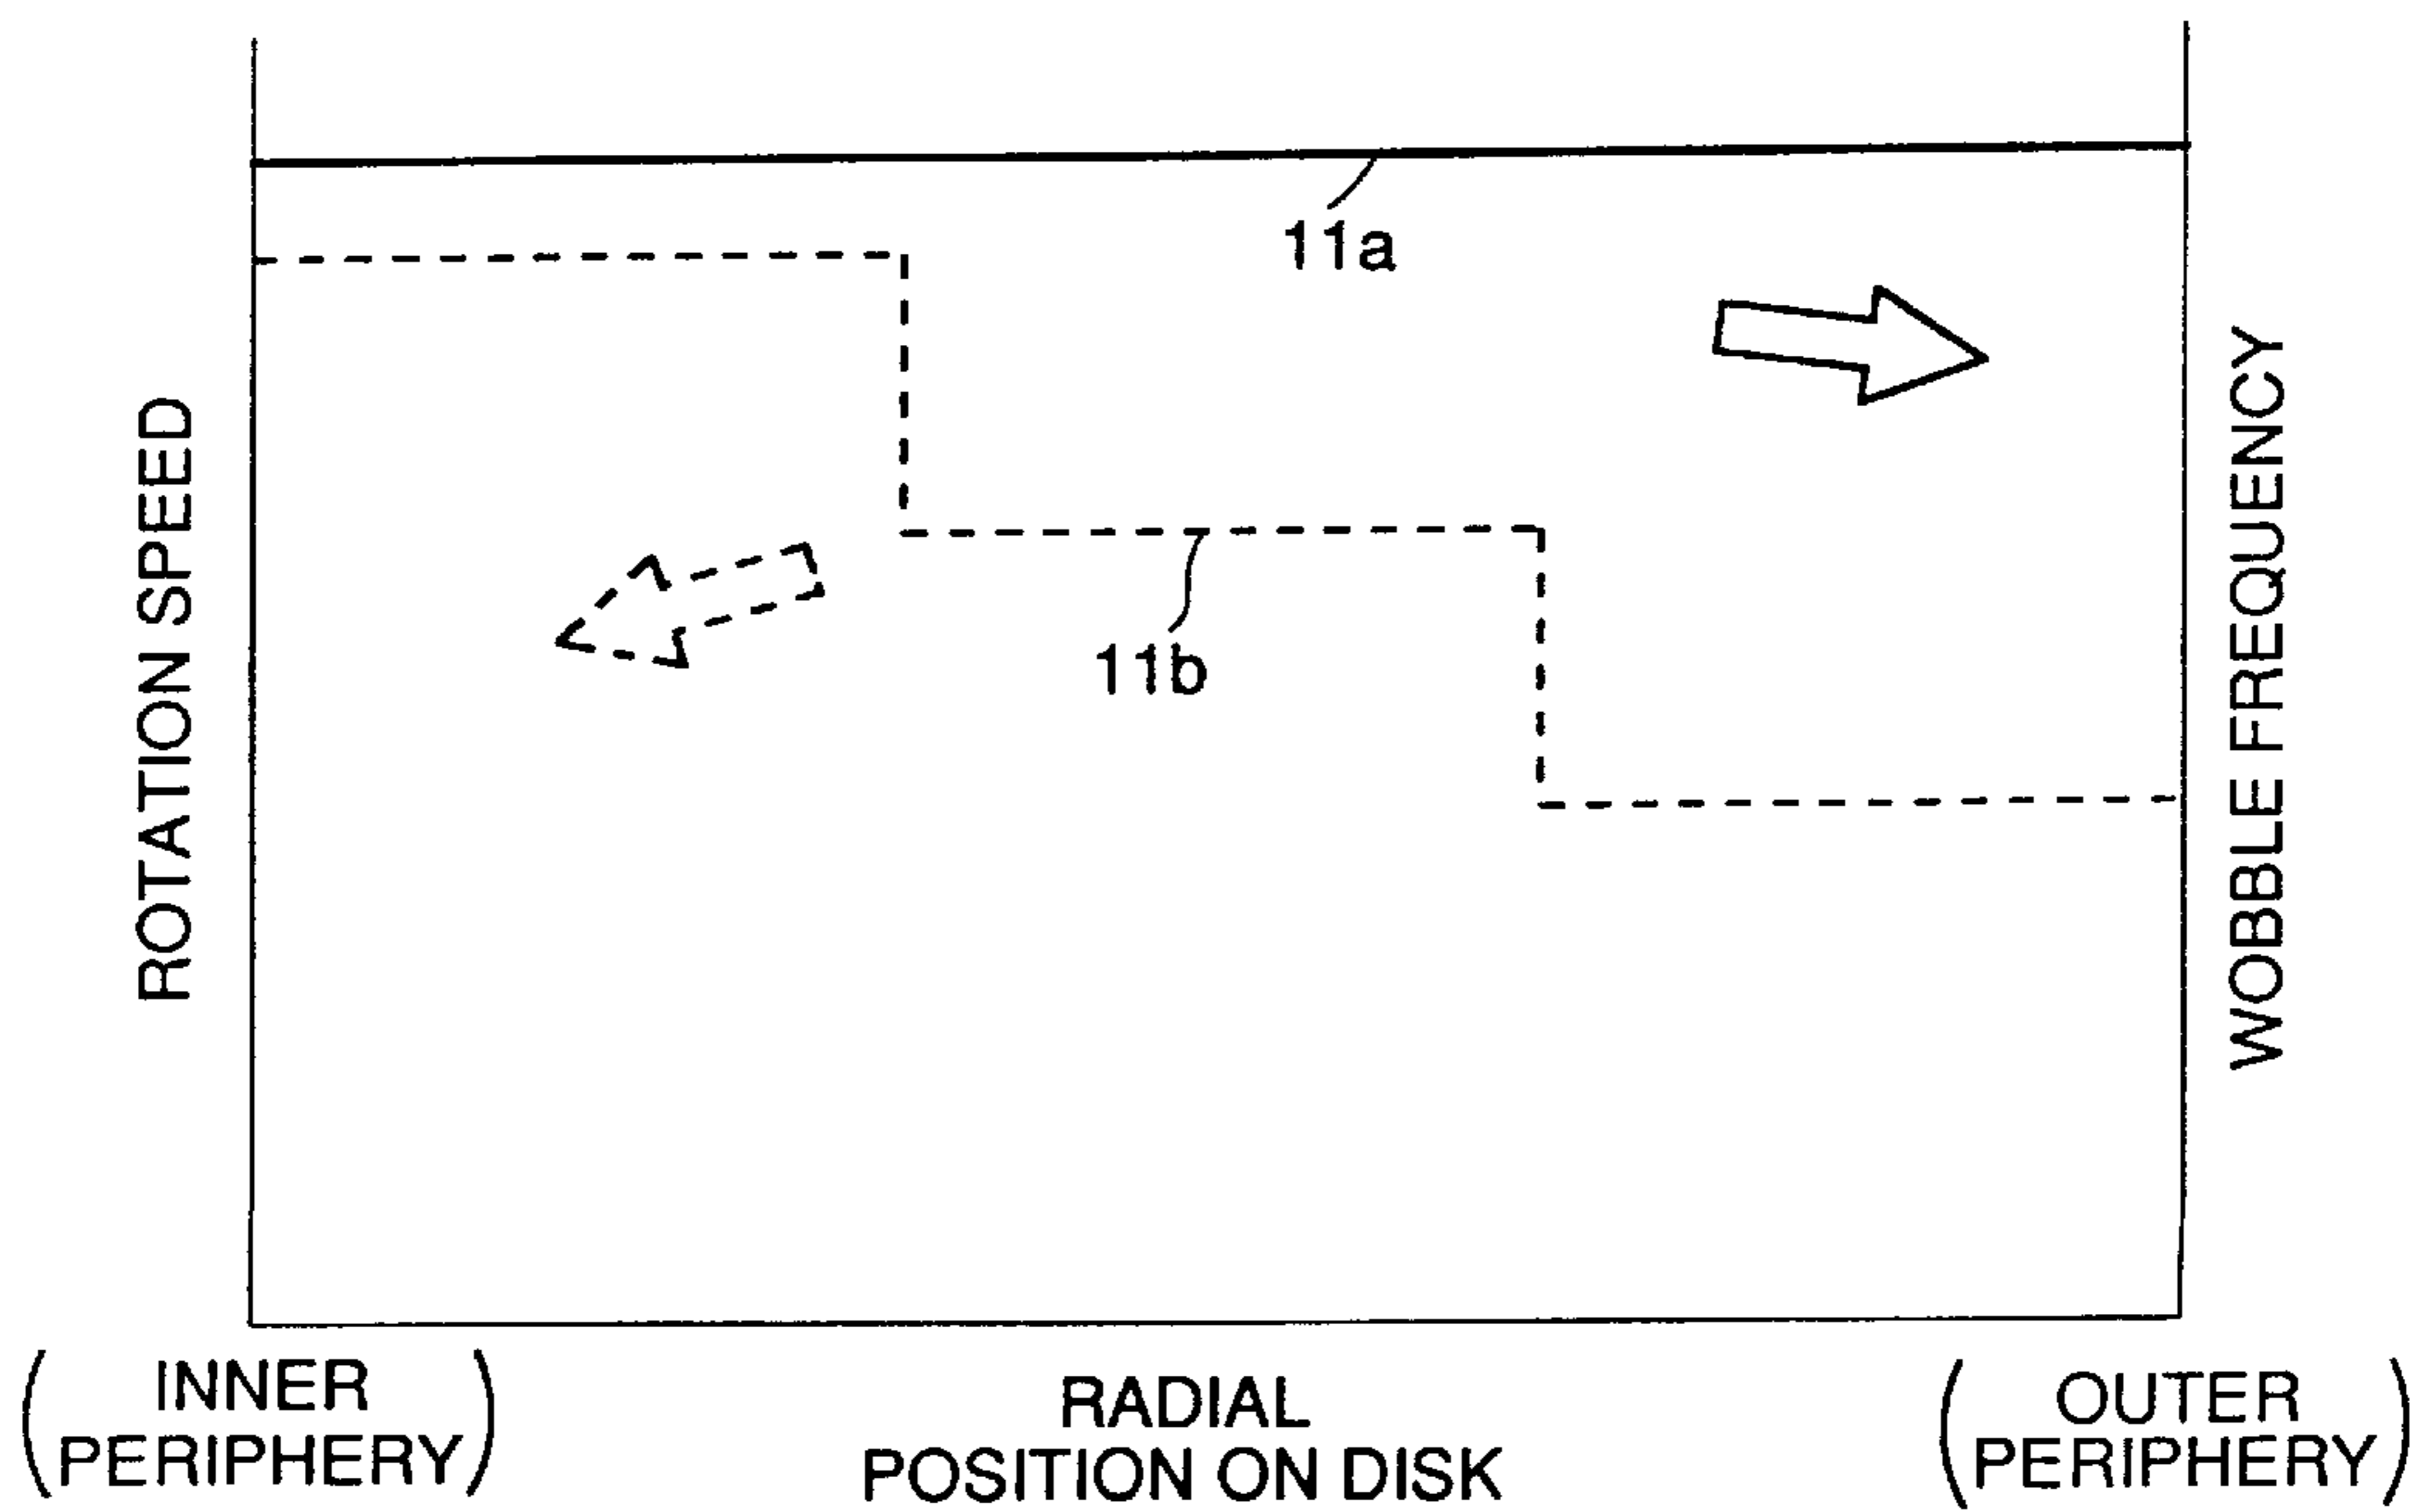 11a
ROTATION SPEED
WOBBLE FREQUENCY
11b
(INNER
PERIPHERY)
RADIAL
POSITION ON DISK
(OUTER
PERIPHERY)